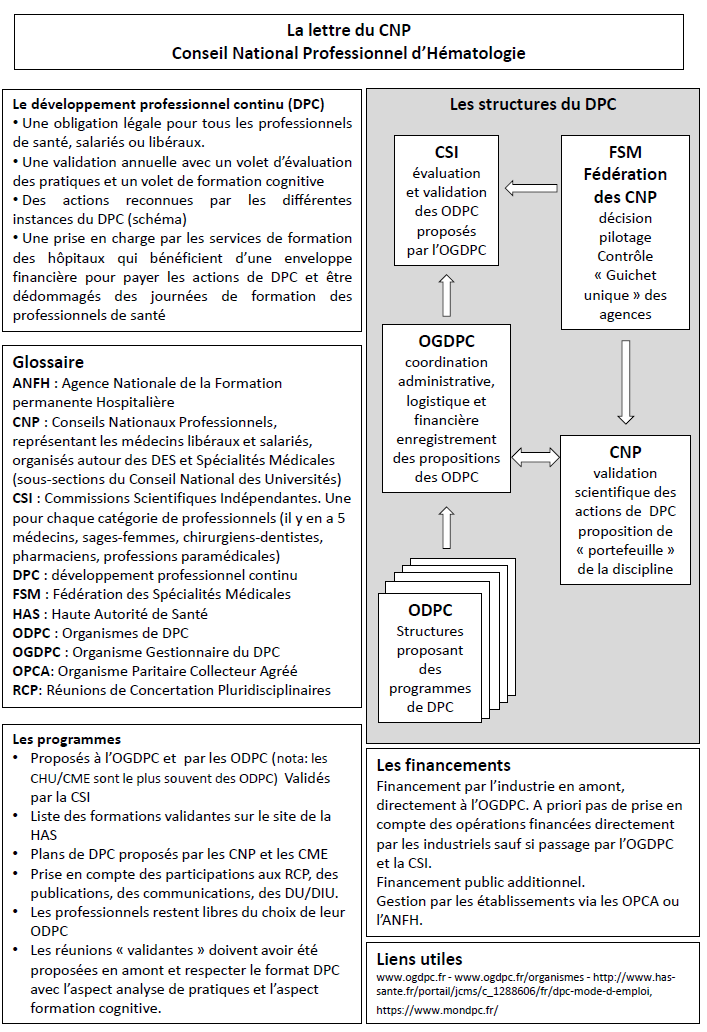 La lettre du CNP
Conseil National Professionnel d’Hématologie
Le développement professionnel continu (DPC)
• Une obligation légale pour tous les professionnels
de santé, salariés ou libéraux.
• Une validation annuelle avec un volet d’évaluation
des pratiques et un volet de formation cognitive
• Des actions reconnues par les différentes
instances du DPC (schéma)
• Une prise en charge par les services de formation
des hôpitaux qui bénéficient d’une enveloppe
financière pour payer les actions de DPC et être
dédommagés des journées de formation des
professionnels de santé
Glossaire
ANFH : Agence Nationale de la Formation
permanente Hospitalière
CNP : Conseils Nationaux Professionnels,
représentant les médecins libéraux et salariés,
organisés autour des DES et Spécialités Médicales
(sous-sections du Conseil National des Universités)
CSI : Commissions Scientifiques Indépendantes. Une
pour chaque catégorie de professionnels (il y en a 5
médecins, sages-femmes, chirurgiens-dentistes,
pharmaciens, professions paramédicales)
DPC : développement professionnel continu
FSM : Fédération des Spécialités Médicales
HAS : Haute Autorité de Santé
ODPC : Organismes de DPC
OGDPC : Organisme Gestionnaire du DPC
OPCA: Organisme Paritaire Collecteur Agréé
RCP: Réunions de Concertation Pluridisciplinaires
Les programmes
• Proposés à l’OGDPC et par les ODPC (nota: les
CHU/CME sont le plus souvent des ODPC) Validés
par la CSI
• Liste des formations validantes sur le site de la
HAS
• Plans de DPC proposés par les CNP et les CME
• Prise en compte des participations aux RCP, des
publications, des communications, des DU/DIU.
• Les professionnels restent libres du choix de leur
ODPC
• Les réunions « validantes » doivent avoir été
proposées en amont et respecter le format DPC
avec l’aspect analyse de pratiques et l’aspect
formation cognitive.
Les structures du DPC
CSI
évaluation
et validation
des ODPC
proposés
par l’OGDPC
FSM
Fédération
des CNP
décision
pilotage
Contrôle
« Guichet
unique » des
agences
OGDPC
coordination
administrative,
logistique et
financière
enregistrement
des propositions
des ODPC
CNP
validation
scientifique des
actions de DPC
proposition de
« portefeuille »
de la discipline
ODPC
Structures
proposant
des
programmes
de DPC
Les financements
Financement par l’industrie en amont,
directement à l’OGDPC. A priori pas de prise en
compte des opérations financées directement
par les industriels sauf si passage par l’OGDPC
et la CSI.
Financement public additionnel.
Gestion par les établissements via les OPCA ou
l’ANFH.
Liens utiles
www.ogdpc.fr - www.ogdpc.fr/organismes - http://www.has-
sante.fr/portail/jcms/c_1288606/fr/dpc-mode-d-emploi,
https://www.mondpc.fr/